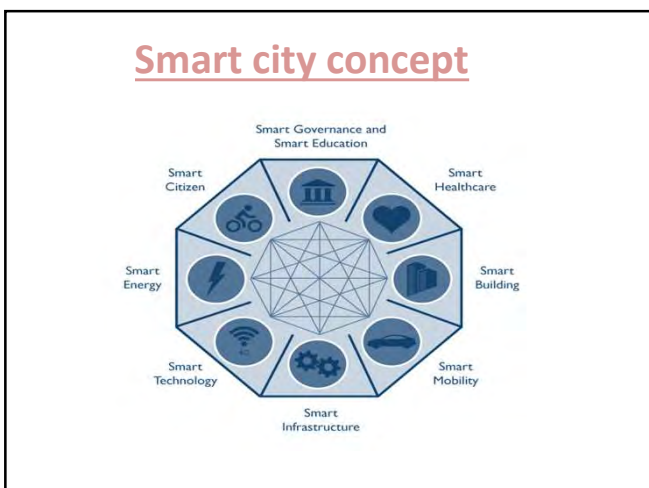 Smart city concept
Smart Governance and
Smart Education
Smart
Citizen
Smart
Healthcare
Smart
Energy
Smart
Building
Smart
Technology
Smart
Mobility
Smart
Infrastructure